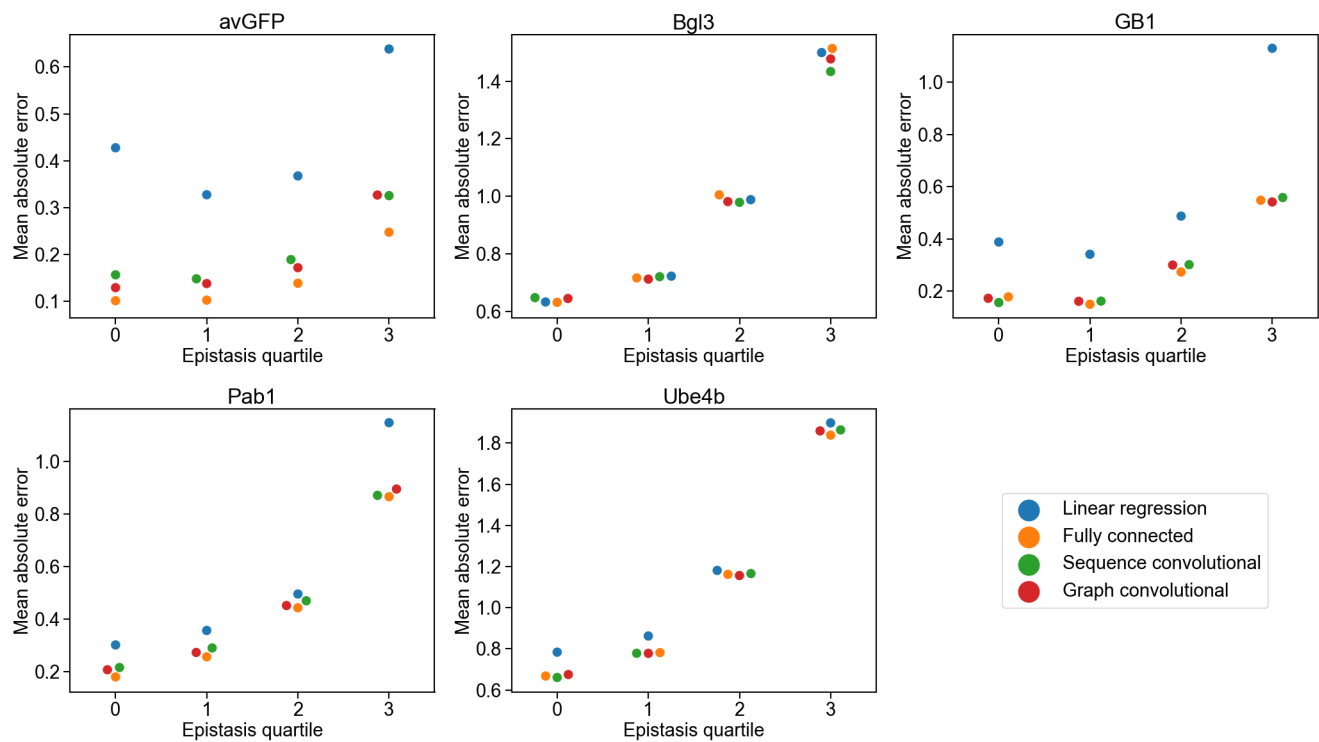 avGFP
Mean absolute error
0.6
0.5
0.4
0.3
0.2
0.1
0 1 2 3
Epistasis quartile
Bgl3
Mean absolute error
1.4
1.2
1.0
0.8
0.6
0 1 2 3
Epistasis quartile
GB1
Mean absolute error
1.0
0.8
0.6
0.4
0.2
0 1 2 3
Epistasis quartile
Pab1
Mean absolute error
1.0
0.8
0.6
0.4
0.2
0 1 2 3
Epistasis quartile
Ube4b
Mean absolute error
1.8
1.6
1.4
1.2
1.0
0.8
0.6
0 1 2 3
Epistasis quartile
Linear regression
Fully connected
Sequence convolutional
Graph convolutional